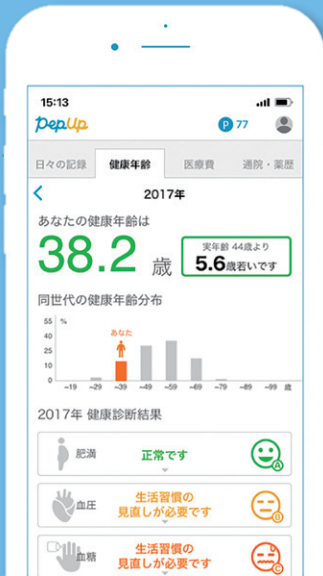 15:13
PepUp
P 77
日々の記録 健康年齢 医療費 通院・薬歴
2017年
あなたの健康年齢は
38.2 歳
実年齢 44歳より
5.6歳若いです
同世代の健康年齢分布
55 %
あなた
40
25
10
0
~19 ~29 ~39 ~49 ~59 ~69 ~79 ~89 ~99 歳
2017年 健康診断結果
肥満 正常です A
血圧 生活習慣の
見直しが必要です B
血糖 生活習慣の
見直しが必要です C